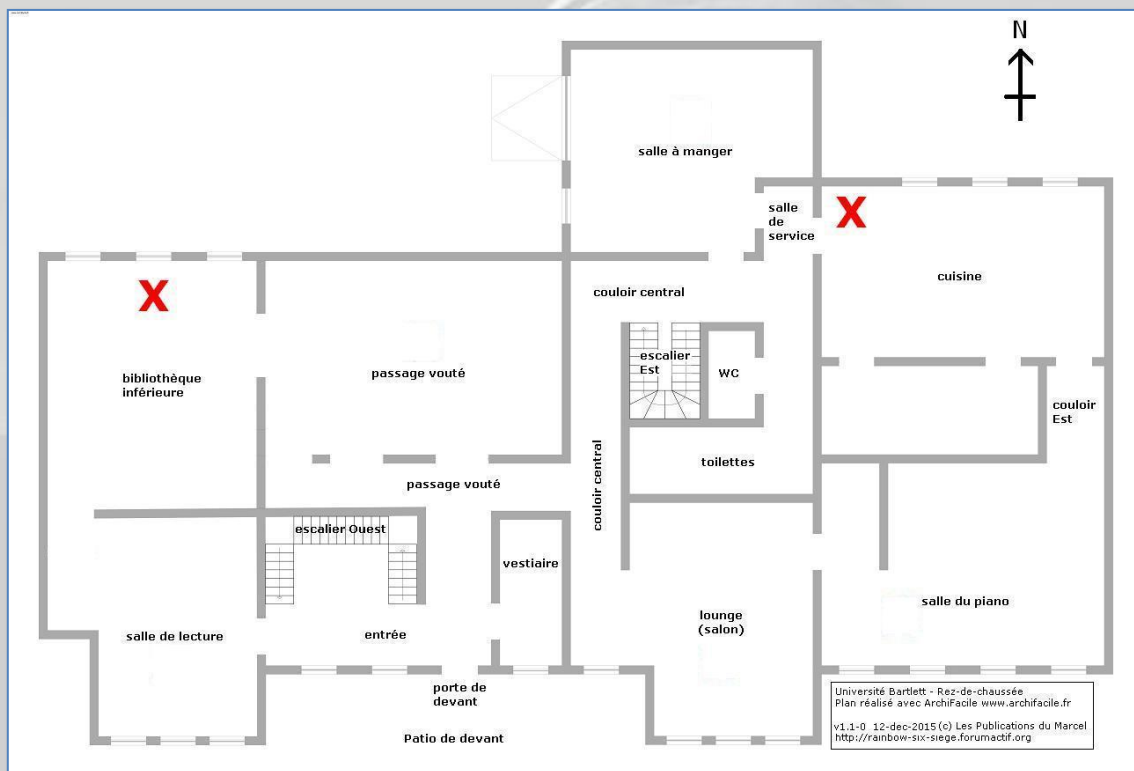 N
salle à manger
salle
de
service
X
cuisine
couloir central
X
bibliothèque
inférieure
passage vouté
escalier
Est
WC
couloir
Est
toilettes
passage vouté
couloir central
escalier Ouest
vestiaire
salle de lecture
entrée
lounge
(salon)
salle du piano
porte de
devant
Patio de devant
Université Bartlett - Rez-de-chaussée
Plan réalisé avec ArchiFacile www.archifacile.fr
v1.1-0 12-dec-2015 (c) Les Publications du Marcel
http://rainbow-six-siege.forumactif.org